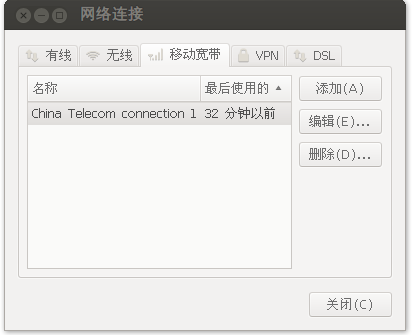 网络连接
有线 无线 移动宽带 VPN DSL
名称 最后使用的
China Telecom connection 1 32 分钟以前
添加(A)
编辑(E)...
删除(D)...
关闭(C)